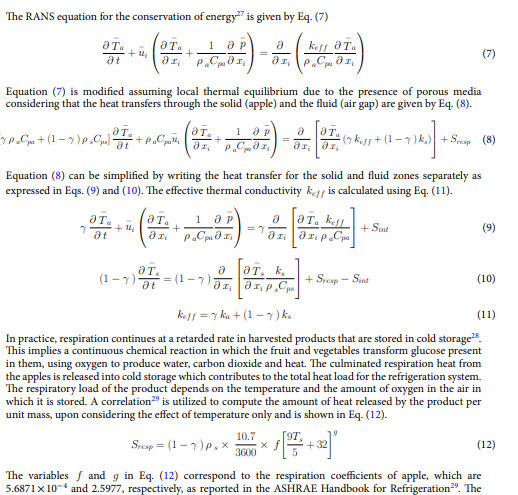 The RANS equation for the conservation of energy²⁷ is given by Eq. (7)
∂T̄ₐ/∂t + ūᵢ (∂T̄ₐ/∂xᵢ + 1/(ρₐCpₐ) ∂p̄/∂xᵢ) = ∂/∂xᵢ (k_eff/(ρₐCpₐ) ∂T̄ₐ/∂xᵢ) (7)
Equation (7) is modified assuming local thermal equilibrium due to the presence of porous media
considering that the heat transfers through the solid (apple) and the fluid (air gap) are given by Eq. (8).
γρₐCpₐ + (1 − γ)ρₛCpₛ] ∂T̄ₐ/∂t + ρₐCpₐūᵢ (∂T̄ₐ/∂xᵢ + 1/(ρₐCpₐ) ∂p̄/∂xᵢ) = ∂/∂xᵢ [∂T̄ₐ/∂xᵢ (γk_eff + (1 − γ)kₛ)] + S_resp (8)
Equation (8) can be simplified by writing the heat transfer for the solid and fluid zones separately as
expressed in Eqs. (9) and (10). The effective thermal conductivity k_eff is calculated using Eq. (11).
γ ∂T̄ₐ/∂t + ūᵢ (∂T̄ₐ/∂xᵢ + 1/(ρₐCpₐ) ∂p̄/∂xᵢ) = γ ∂/∂xᵢ [∂T̄ₐ/∂xᵢ k_eff/(ρₐCpₐ)] + S_int (9)
(1 − γ) ∂T̄ₛ/∂t = (1 − γ) ∂/∂xᵢ [∂T̄ₛ/∂xᵢ kₛ/(ρₛCpₛ)] + S_resp − S_int (10)
k_eff = γkₐ + (1 − γ)kₛ (11)
In practice, respiration continues at a retarded rate in harvested products that are stored in cold storage²⁸.
This implies a continuous chemical reaction in which the fruit and vegetables transform glucose present
in them, using oxygen to produce water, carbon dioxide and heat. The culminated respiration heat from
the apples is released into cold storage which contributes to the total heat load for the refrigeration system.
The respiratory load of the product depends on the temperature and the amount of oxygen in the air in
which it is stored. A correlation²⁹ is utilized to compute the amount of heat released by the product per
unit mass, upon considering the effect of temperature only and is shown in Eq. (12).
S_resp = (1 − γ)ρₛ × 10.7/3600 × f [9Tₛ/5 + 32]ᵍ (12)
The variables f and g in Eq. (12) correspond to the respiration coefficients of apple, which are
5.6871 × 10⁻⁴ and 2.5977, respectively, as reported in the ASHRAE Handbook for Refrigeration²⁹. The